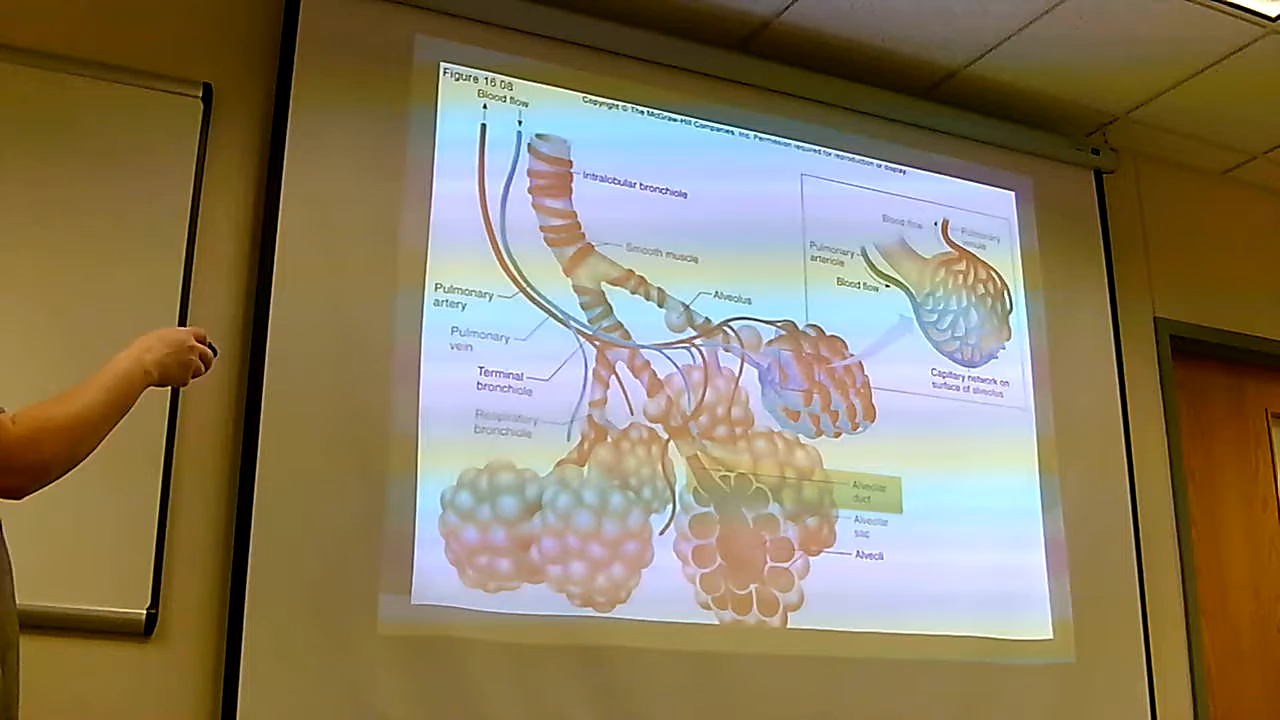 Figure 16.08
Blood flow
Copyright © The McGraw-Hill Companies, Inc. Permission required for reproduction or display.
Intralobular bronchiole
Smooth muscle
Pulmonary
artery
Alveolus
Pulmonary
vein
Terminal
bronchiole
Respiratory
bronchiole
Blood flow
Pulmonary
venule
Pulmonary
arteriole
Blood flow
Capillary network on
surface of alveolus
Alveolar
duct
Alveolar
sac
Alveoli